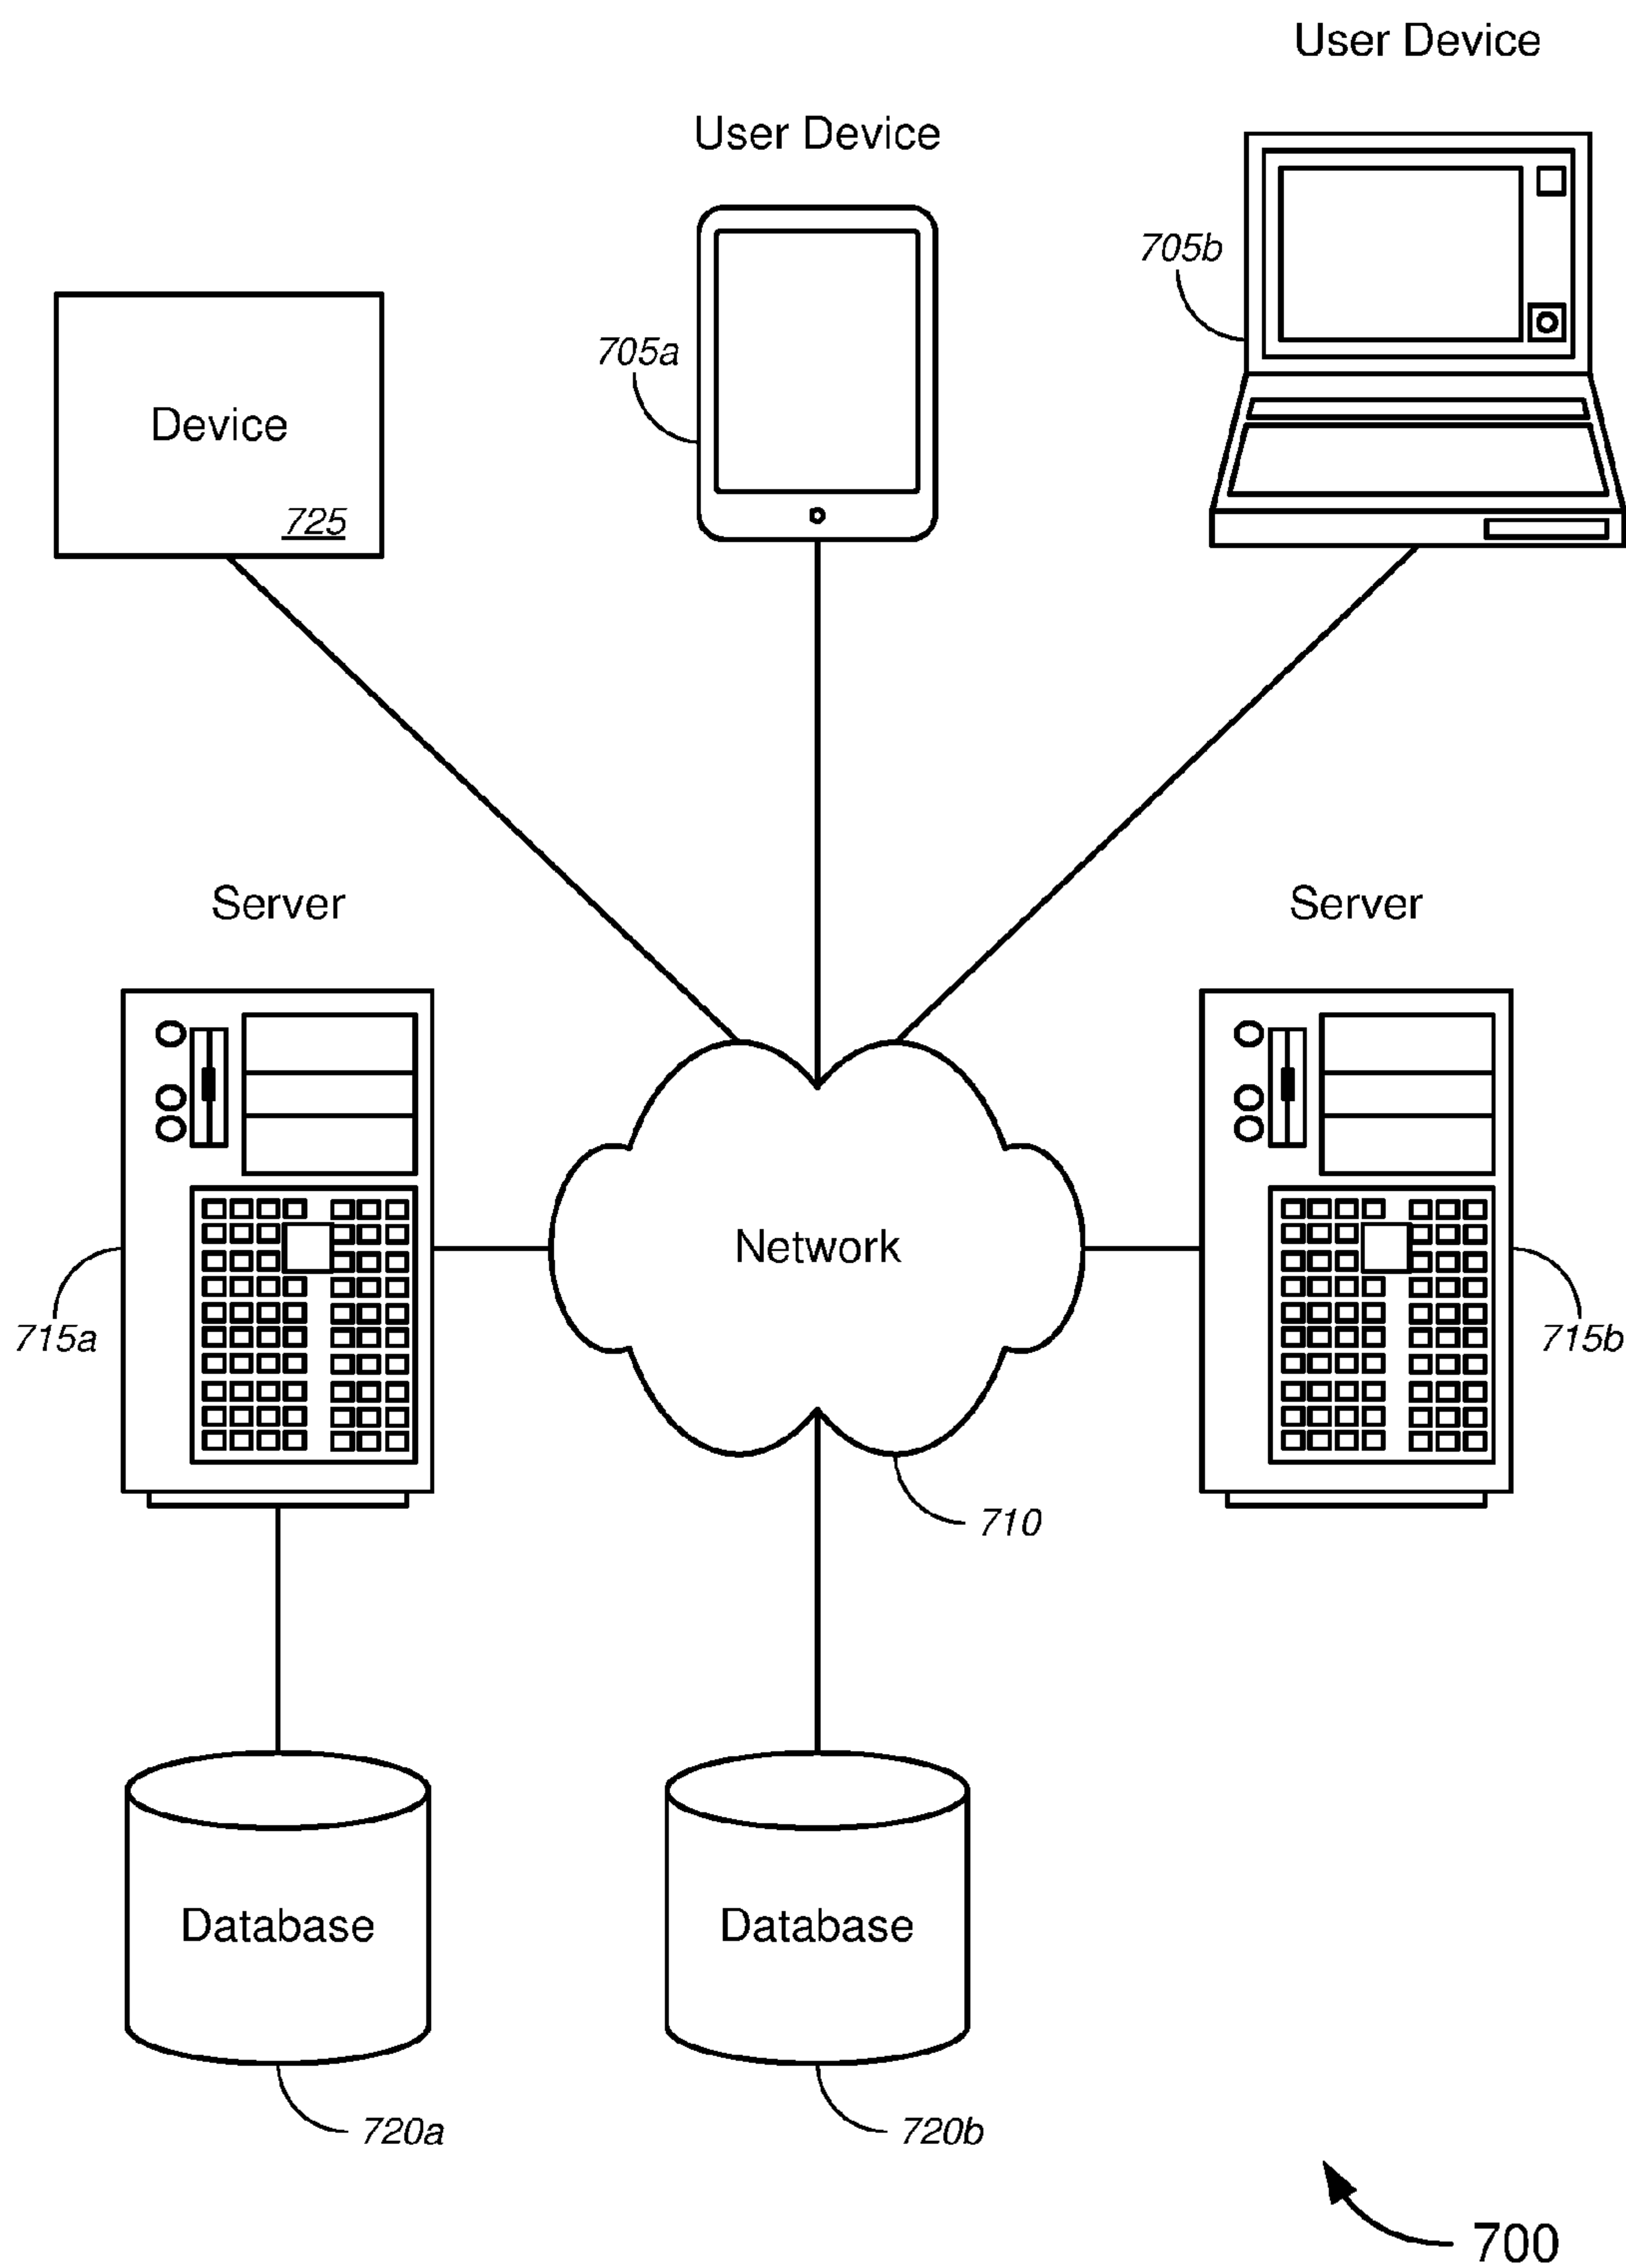 User Device
User Device
705b
705a
Device
725
Server
Server
Network
715a
715b
710
Database
Database
720a
720b
700